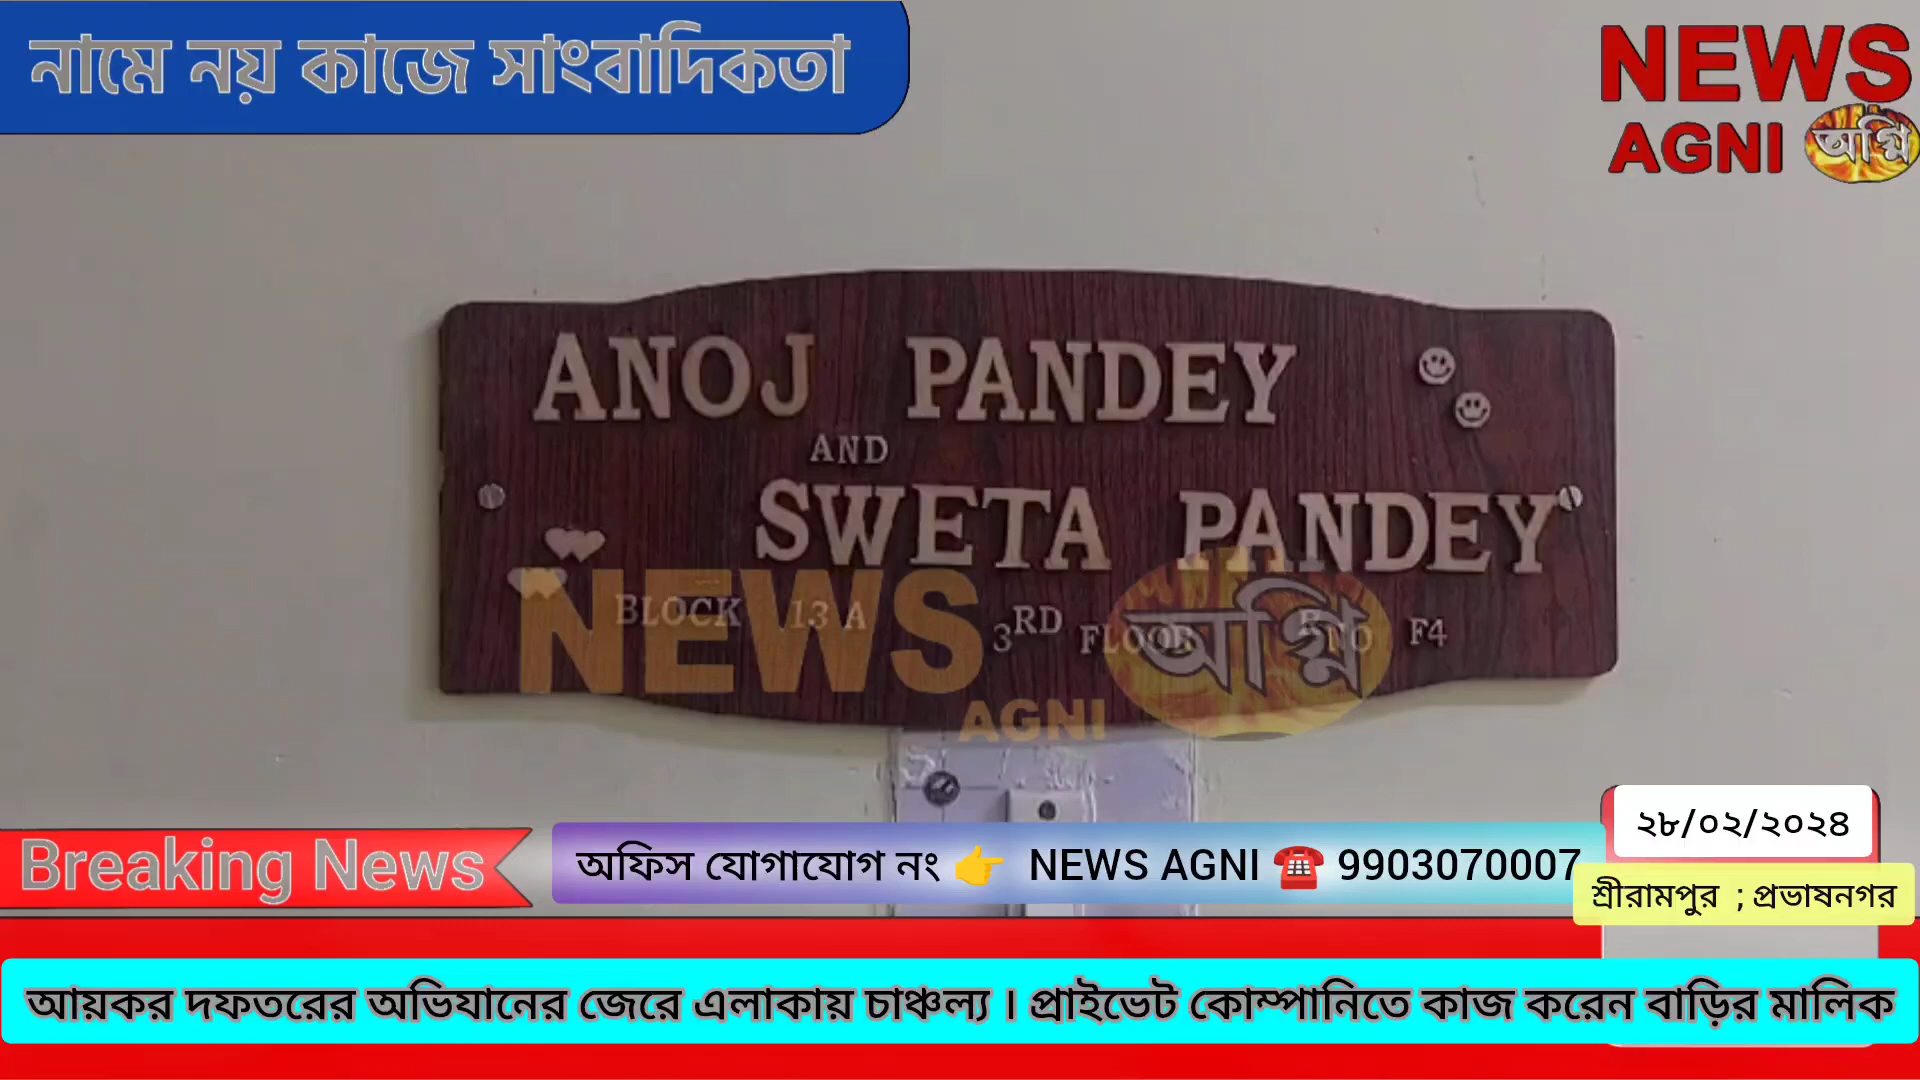 নামে নয় কাজে সাংবাদিকতা
NEWS
AGNI অগ্নি
ANOJ PANDEY
AND
SWETA PANDEY
BLOCK 13 A 3RD FLOOR F4
NEWS অগ্নি
AGNI
২৮/০২/২০২৪
Breaking News
অফিস যোগাযোগ নং 👉 NEWS AGNI ☎️ 9903070007
শ্রীরামপুর ; প্রভাষনগর
আয়কর দফতরের অভিযানের জেরে এলাকায় চাঞ্চল্য । প্রাইভেট কোম্পানিতে কাজ করেন বাড়ির মালিক